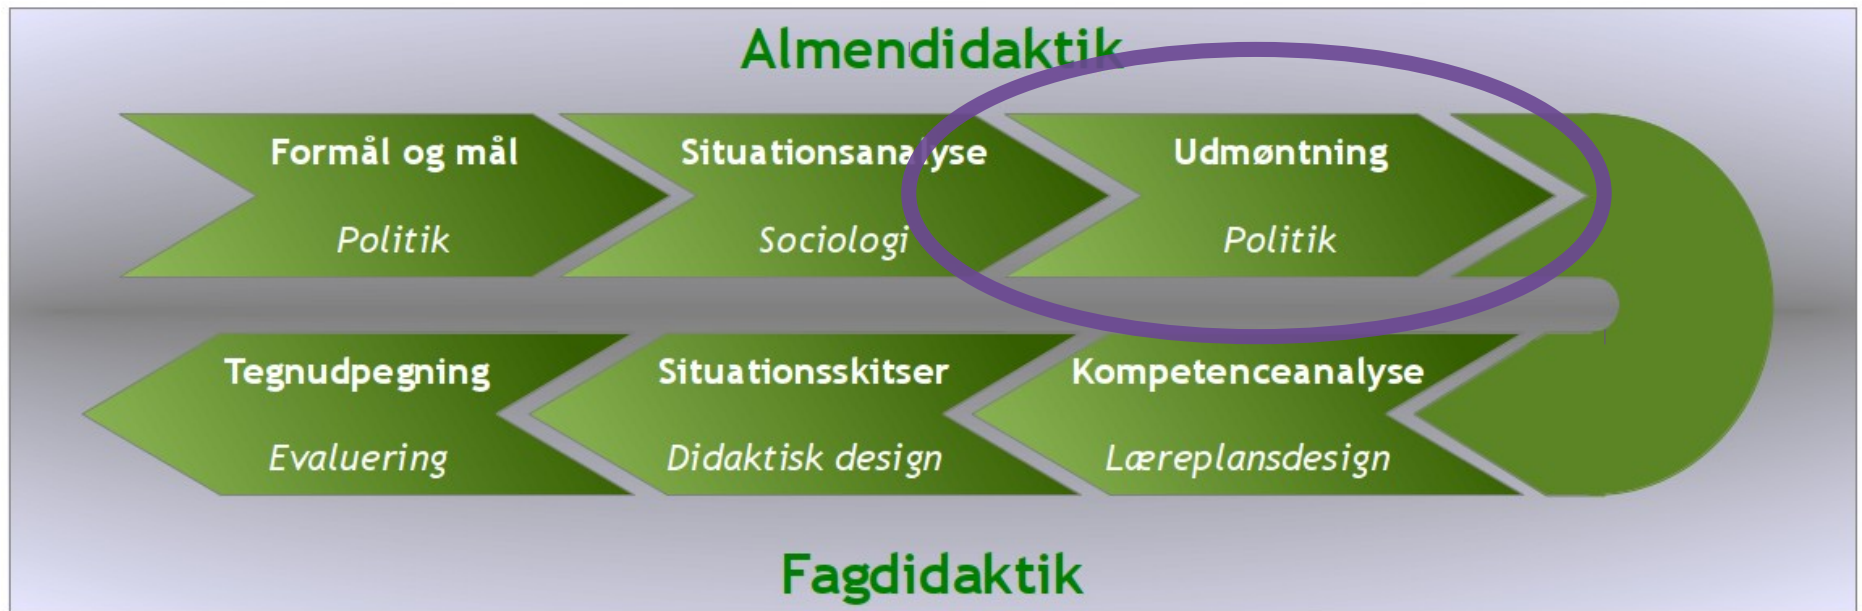 Almendidaktik
Formål og mål
Politik
Situationsanalyse
Sociologi
Udmøntning
Politik
Tegnudpegning
Evaluering
Situationsskitser
Didaktisk design
Kompetenceanalyse
Læreplansdesign
Fagdidaktik